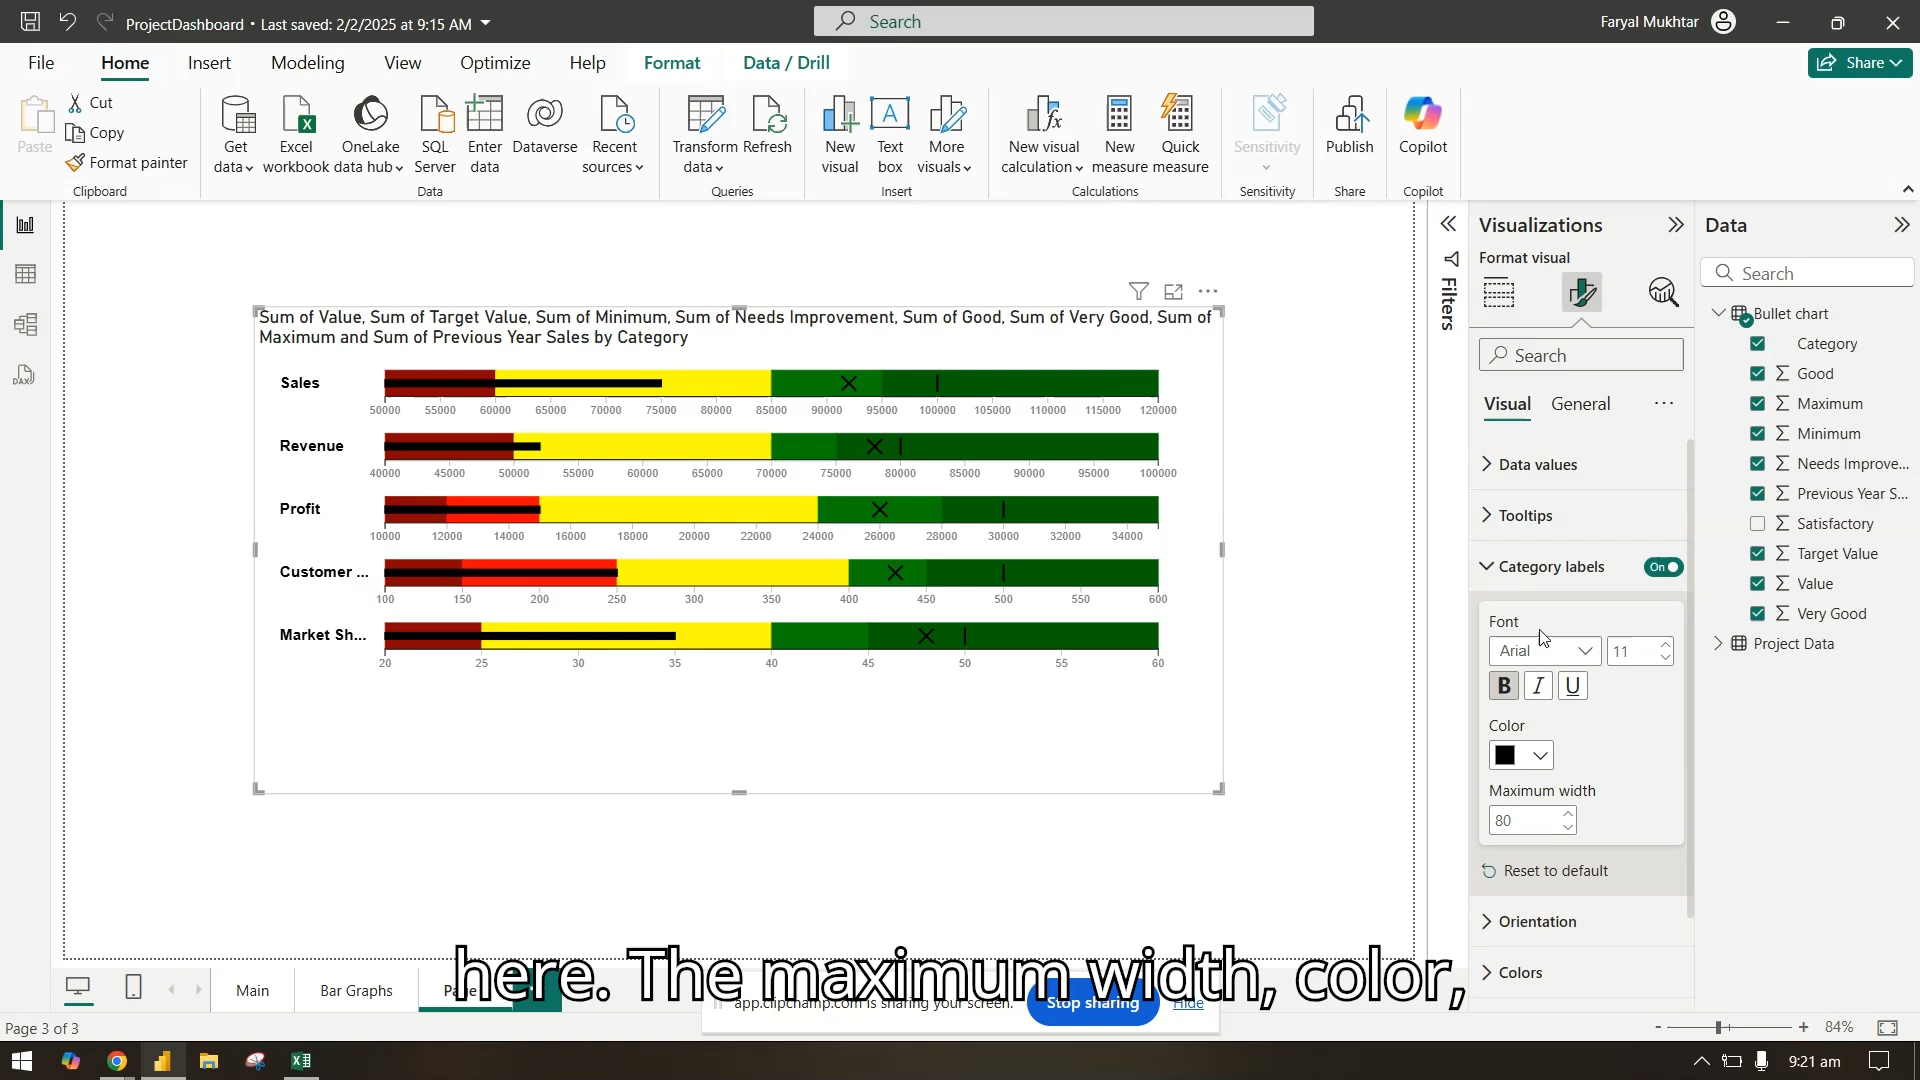 ProjectDashboard • Last saved: 2/2/2025 at 9:15 AM
Search
Faryal Mukhtar
File Home Insert Modeling View Optimize Help Format Data / Drill
Share
Paste
Cut
Copy
Format painter
Clipboard
Get data
Excel workbook
OneLake data hub
SQL Server
Enter data
Dataverse
Recent sources
Data
Transform data
Refresh
Queries
New visual
Text box
More visuals
Insert
New visual calculation
New measure
Quick measure
Calculations
Sensitivity
Sensitivity
Publish
Share
Copilot
Copilot
Sum of Value, Sum of Target Value, Sum of Minimum, Sum of Needs Improvement, Sum of Good, Sum of Very Good, Sum of
Maximum and Sum of Previous Year Sales by Category
Sales
50000 55000 60000 65000 70000 75000 80000 85000 90000 95000 100000 105000 110000 115000 120000
Revenue
40000 45000 50000 55000 60000 65000 70000 75000 80000 85000 90000 95000 100000
Profit
10000 12000 14000 16000 18000 20000 22000 24000 26000 28000 30000 32000 34000
Customer ...
100 150 200 250 300 350 400 450 500 550 600
Market Sh...
20 25 30 35 40 45 50 55 60
Filters
Visualizations
Format visual
Search
Visual General
Data values
Tooltips
Category labels On
Font
Arial 11
B I U
Color
Maximum width
80
Reset to default
Orientation
Colors
Data
Search
Bullet chart
Category
Good
Maximum
Minimum
Needs Improve...
Previous Year S...
Satisfactory
Target Value
Value
Very Good
Project Data
here. The maximum width, color,
Main Bar Graphs
app.clipchamp.com is sharing your screen. Stop sharing Hide
Page 3 of 3
- + 84%
9:21 am